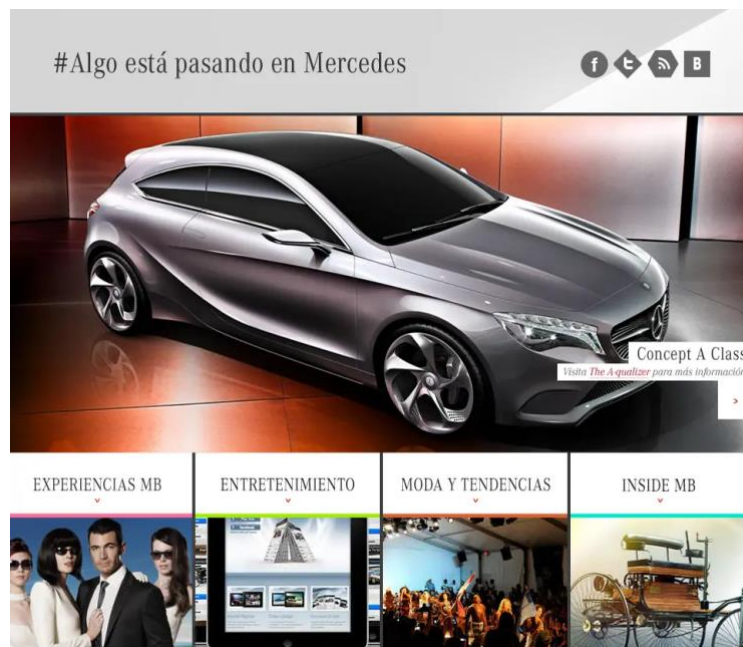 #Algo está pasando en Mercedes
Concept A Class
Visita The A-qualizer para más información
EXPERIENCIAS MB
ENTRETENIMIENTO
MODA Y TENDENCIAS
INSIDE MB